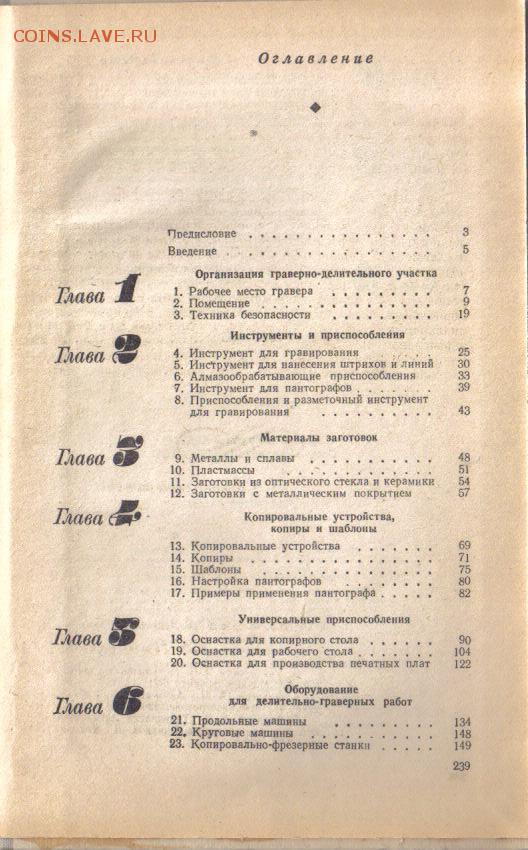 COINS.LAVE.РУ
Оглавление
Предисловие . . . . . . . . . . . . . . . . 3
Введение . . . . . . . . . . . . . . . . 5
Глава 1
Организация граверно-делительного участка
1. Рабочее место гравера . . . . . . . . . 7
2. Помещение . . . . . . . . . . . . 9
3. Техника безопасности . . . . . . . . . 19
Глава 2
Инструменты и приспособления
4. Инструмент для гравирования . . . . . 25
5. Инструмент для нанесения штрихов и линий 30
6. Алмазообрабатывающие приспособления 33
7. Инструмент для пантографов . . . . . . 39
8. Приспособления и разметочный инструмент
для гравирования . . . . . . . . 43
Глава 3
Материалы заготовок
9. Металлы и сплавы . . . . . . . . . 48
10. Пластмассы . . . . . . . . . . 51
11. Заготовки из оптического стекла и керамики 54
12. Заготовки с металлическим покрытием 57
Глава 4
Копировальные устройства,
копиры и шаблоны
13. Копировальные устройства . . . . . . 69
14. Копиры . . . . . . . . . . . . . 71
15. Шаблоны . . . . . . . . . . . . 75
16. Настройка пантографов . . . . . . . 80
17. Примеры применения пантографа . . . . 82
Глава 5
Универсальные приспособления
18. Оснастка для копирного стола . . . . . 90
19. Оснастка для рабочего стола . . . . . 104
20. Оснастка для производства печатных плат 122
Глава 6
Оборудование
для делительно-граверных работ
21. Продольные машины . . . . . . . 134
22. Круговые машины . . . . . . . . . 148
23. Копировально-фрезерные станки . . . . 149
239